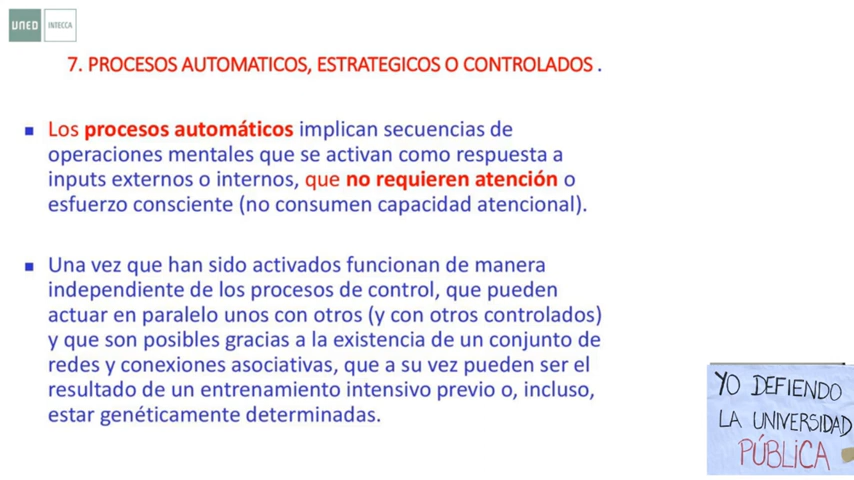 UNED INTECCA
7. PROCESOS AUTOMATICOS, ESTRATEGICOS O CONTROLADOS .
Los procesos automáticos implican secuencias de
operaciones mentales que se activan como respuesta a
inputs externos o internos, que no requieren atención o
esfuerzo consciente (no consumen capacidad atencional).
Una vez que han sido activados funcionan de manera
independiente de los procesos de control, que pueden
actuar en paralelo unos con otros (y con otros controlados)
y que son posibles gracias a la existencia de un conjunto de
redes y conexiones asociativas, que a su vez pueden ser el
resultado de un entrenamiento intensivo previo o, incluso,
estar genéticamente determinadas.
YO DEFIENDO
LA UNIVERSIDAD
PÚBLICA